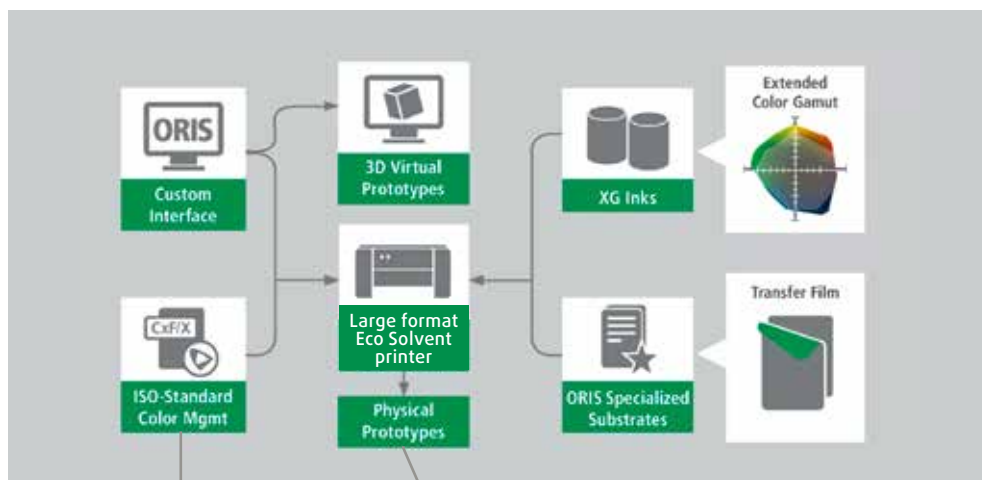 ORIS
Custom
Interface
3D Virtual
Prototypes
XG Inks
Extended
Color Gamut
CxF/X
ISO-Standard
Color Mgmt
Large format
Eco Solvent
printer
Physical
Prototypes
ORIS Specialized
Substrates
Transfer Film